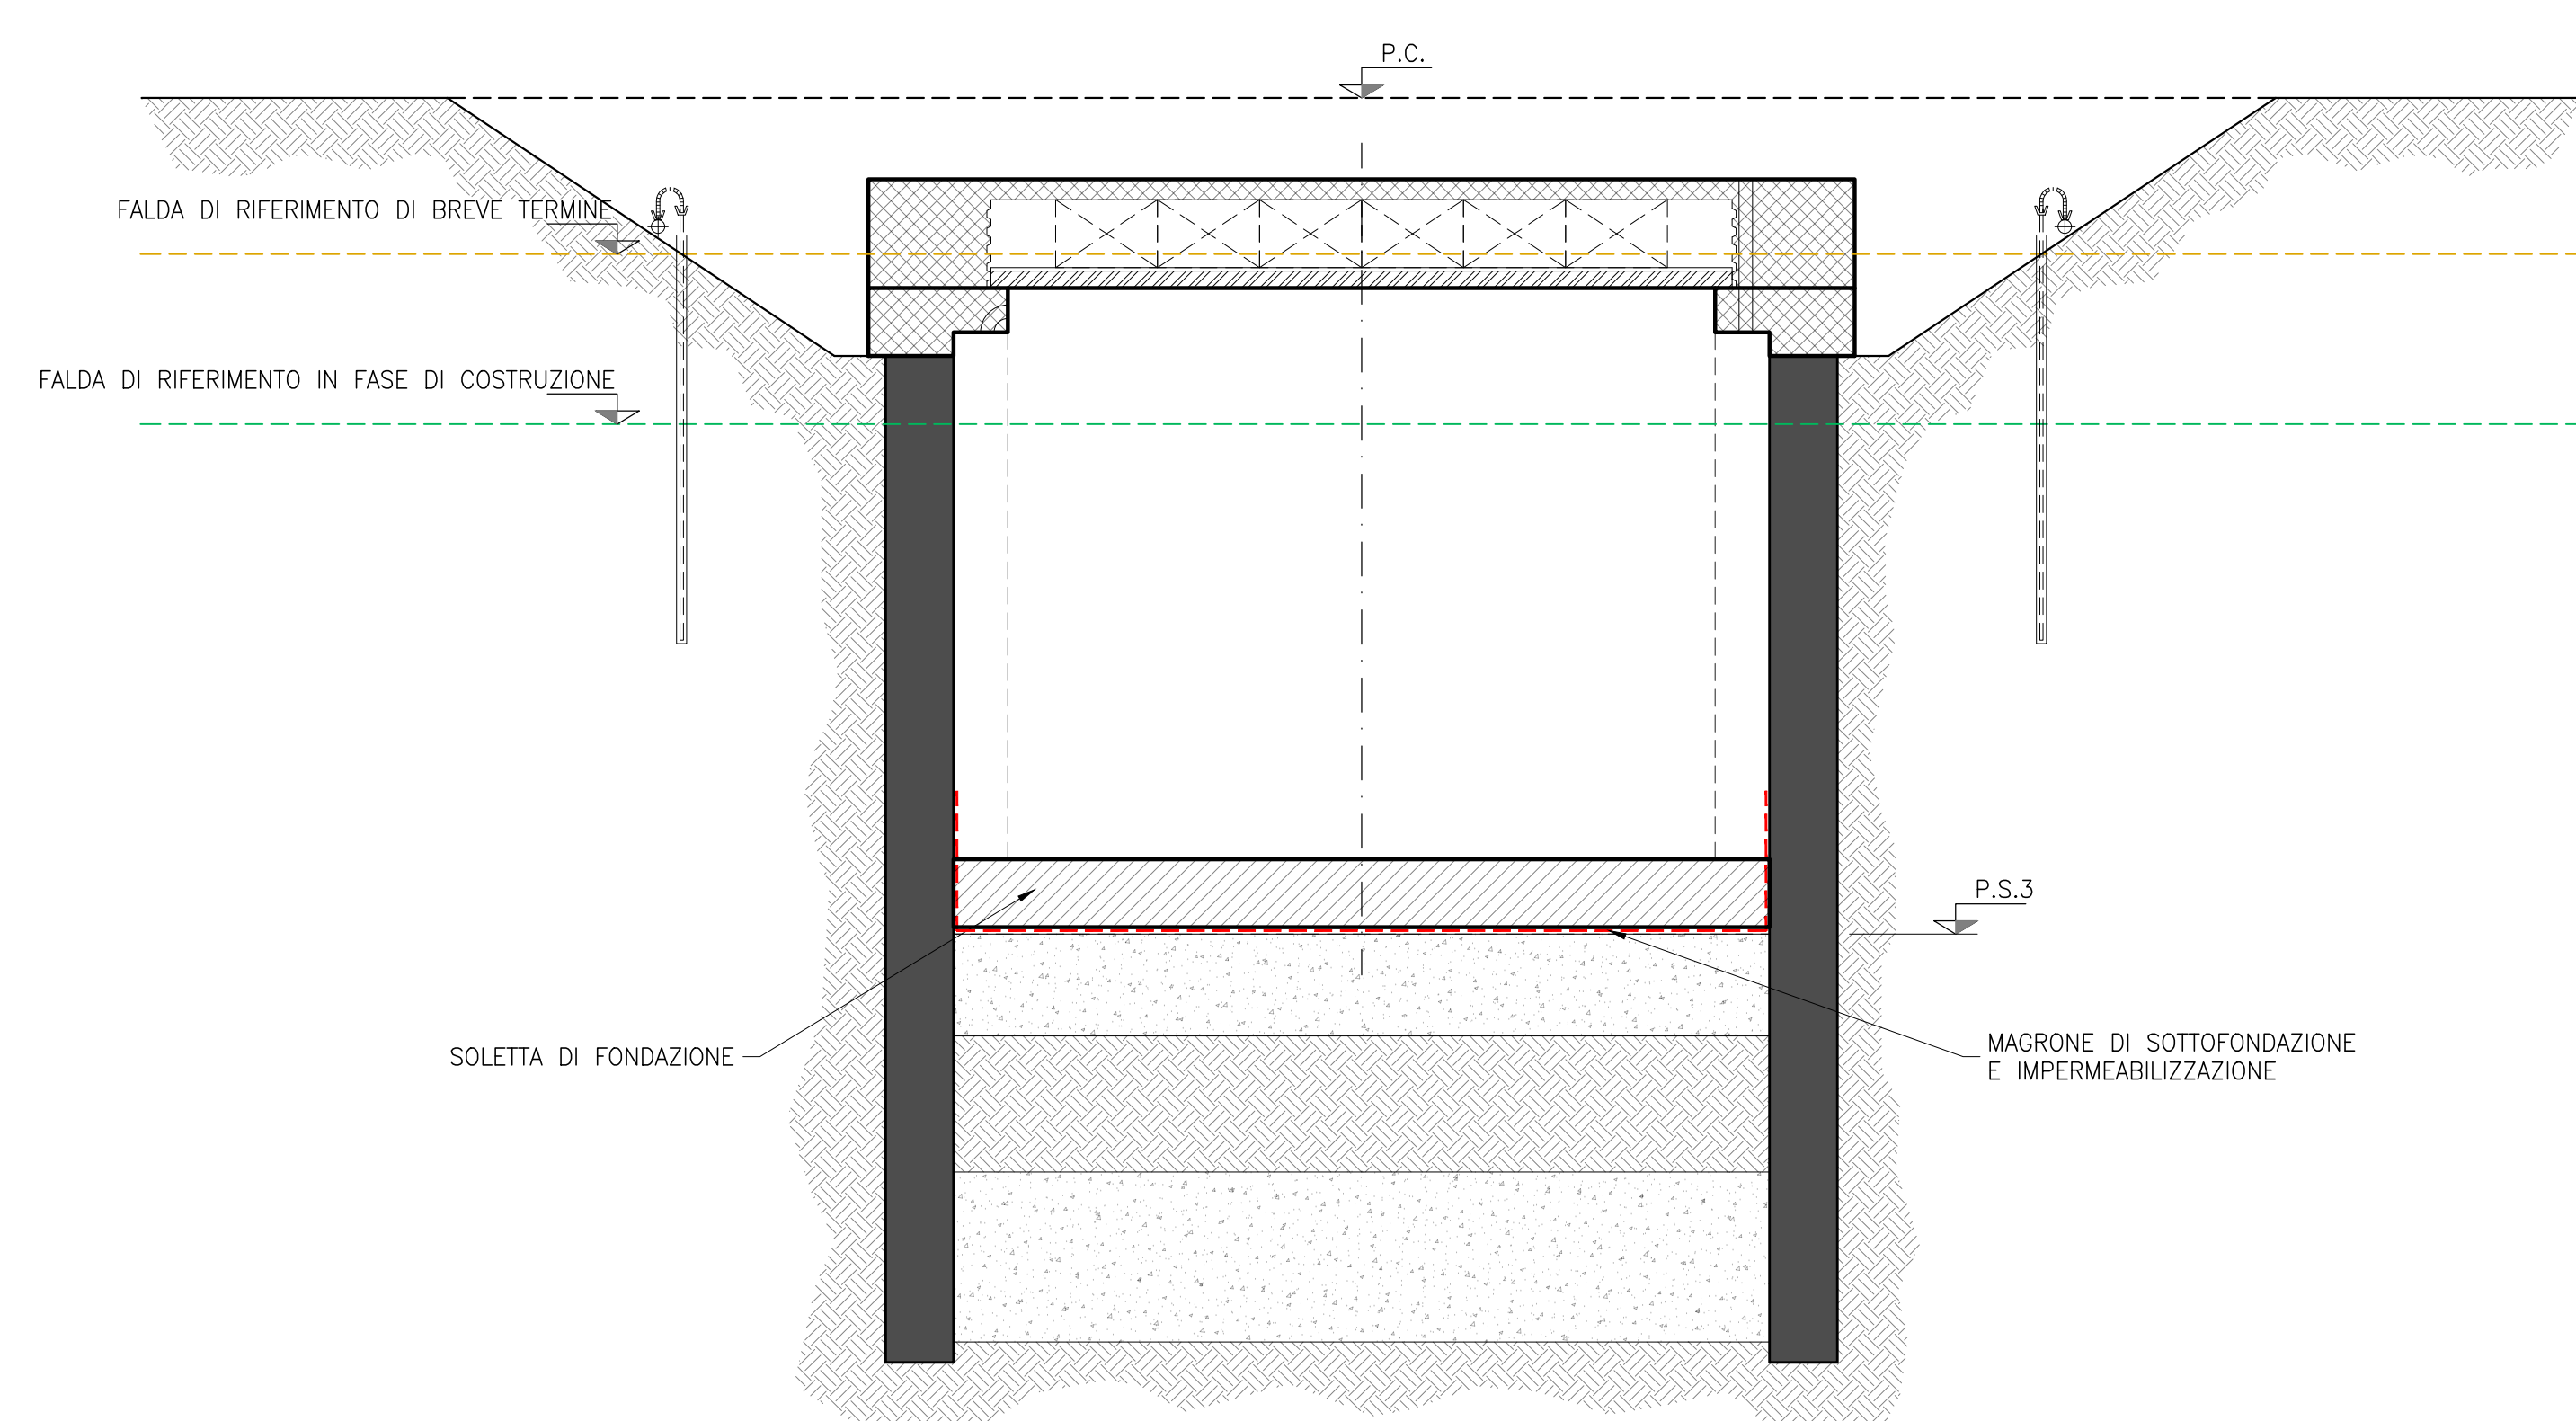 P.C.
FALDA DI RIFERIMENTO DI BREVE TERMINE
FALDA DI RIFERIMENTO IN FASE DI COSTRUZIONE
P.S.3
SOLETTA DI FONDAZIONE
MAGRONE DI SOTTOFONDAZIONE
E IMPERMEABILIZZAZIONE